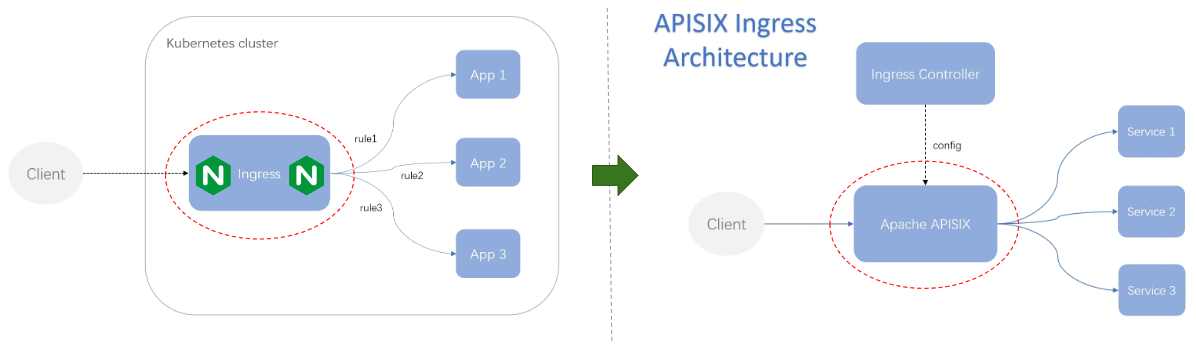 Kubernetes cluster
Client
N
Ingress
N
rule1
rule2
rule3
App 1
App 2
App 3
APISIX Ingress
Architecture
Ingress Controller
config
Client
Apache APISIX
Service 1
Service 2
Service 3